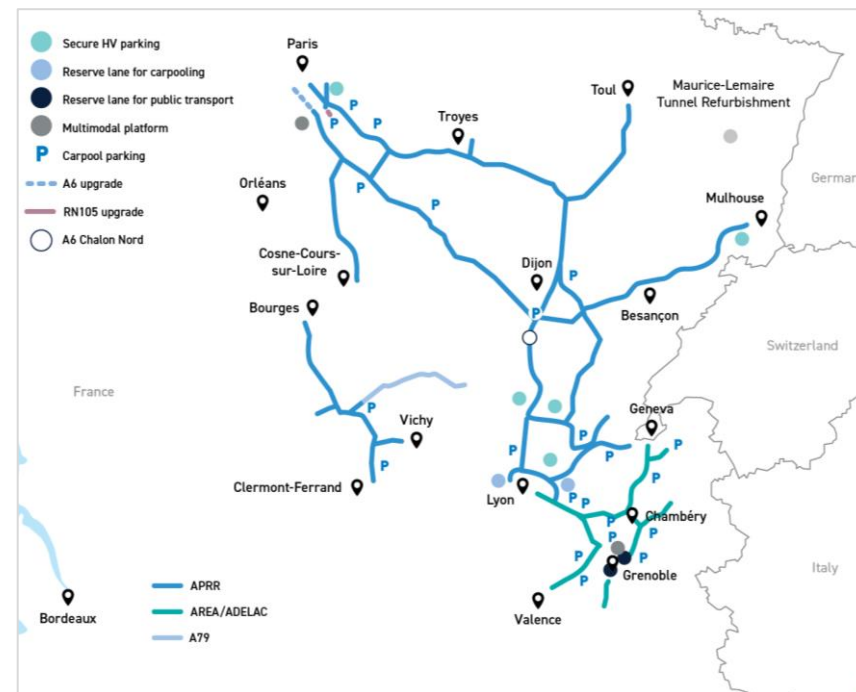 Secure HV parking
Reserve lane for carpooling
Reserve lane for public transport
Multimodal platform
P Carpool parking
A6 upgrade
RN105 upgrade
A6 Chalon Nord
Paris
P
P
P
Troyes
Toul
Maurice-Lemaire
Tunnel Refurbishment
German
Orléans
P
P
Mulhouse
Cosne-Cours-
sur-Loire
Dijon
P
Bourges
P
Besançon
Switzerland
France
P
Vichy
P
Geneva
P
P
P
P
Clermont-Ferrand
P
Lyon
P
P
P
Chambéry
P
P
P
P
P
Grenoble
P
Italy
Bordeaux
APRR
AREA/ADELAC
A79
Valence